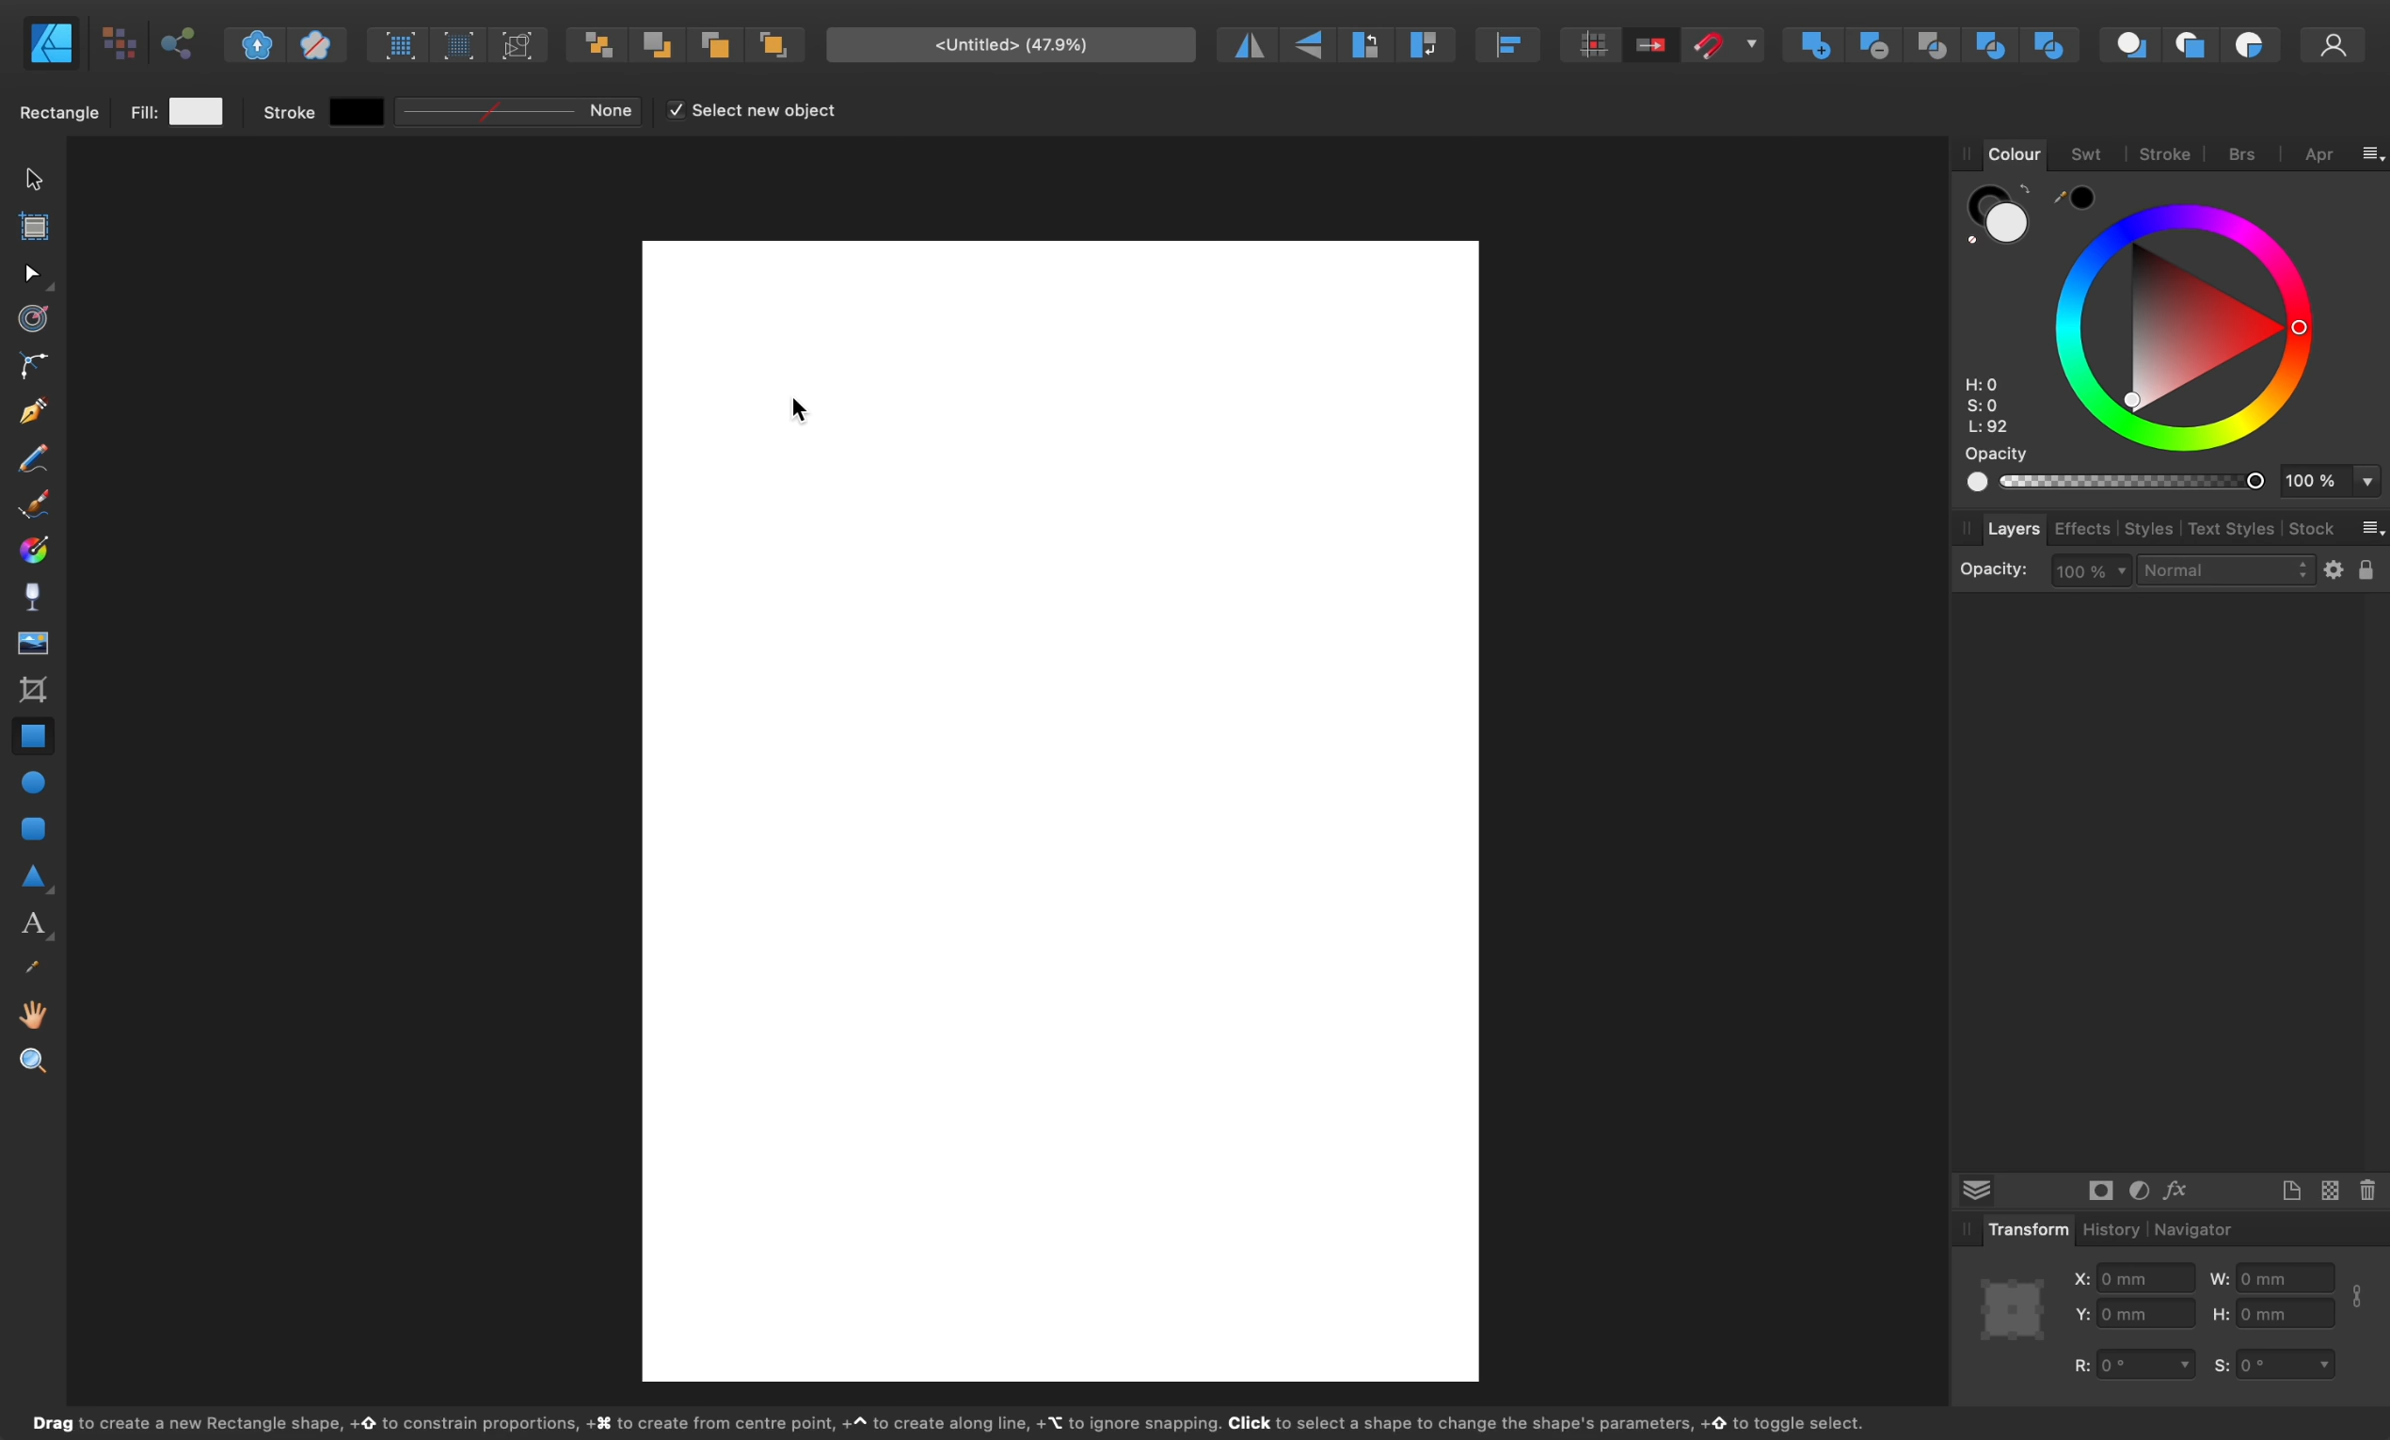 <Untitled> (47.9%)
Rectangle Fill: Stroke None Select new object
Colour Swt Stroke Brs Apr
H: 0
S: 0
L: 92
Opacity
100 %
Layers Effects Styles Text Styles Stock
Opacity: 100 % Normal
A
fx
Transform History Navigator
X: 0 mm W: 0 mm
Y: 0 mm H: 0 mm
R: 0 ° S: 0 °
Drag to create a new Rectangle shape, +⇧ to constrain proportions, +⌘ to create from centre point, +^ to create along line, +⌥ to ignore snapping. Click to select a shape to change the shape's parameters, +⇧ to toggle select.